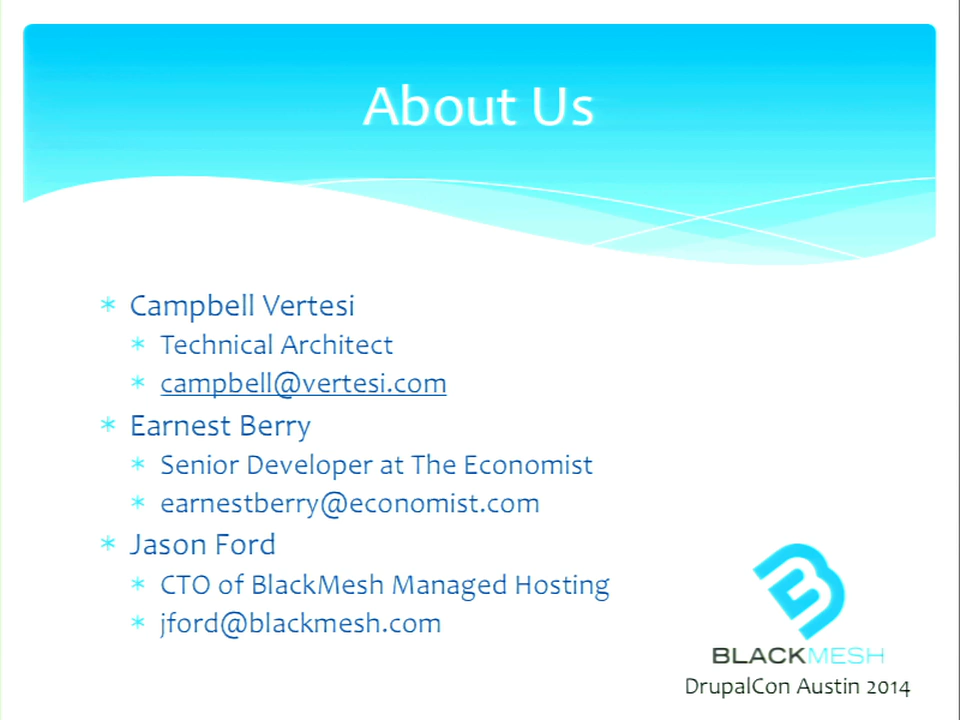 About Us
Campbell Vertesi
Technical Architect
campbell@vertesi.com
Earnest Berry
Senior Developer at The Economist
earnestberry@economist.com
Jason Ford
CTO of BlackMesh Managed Hosting
jford@blackmesh.com
BLACKMESH
DrupalCon Austin 2014